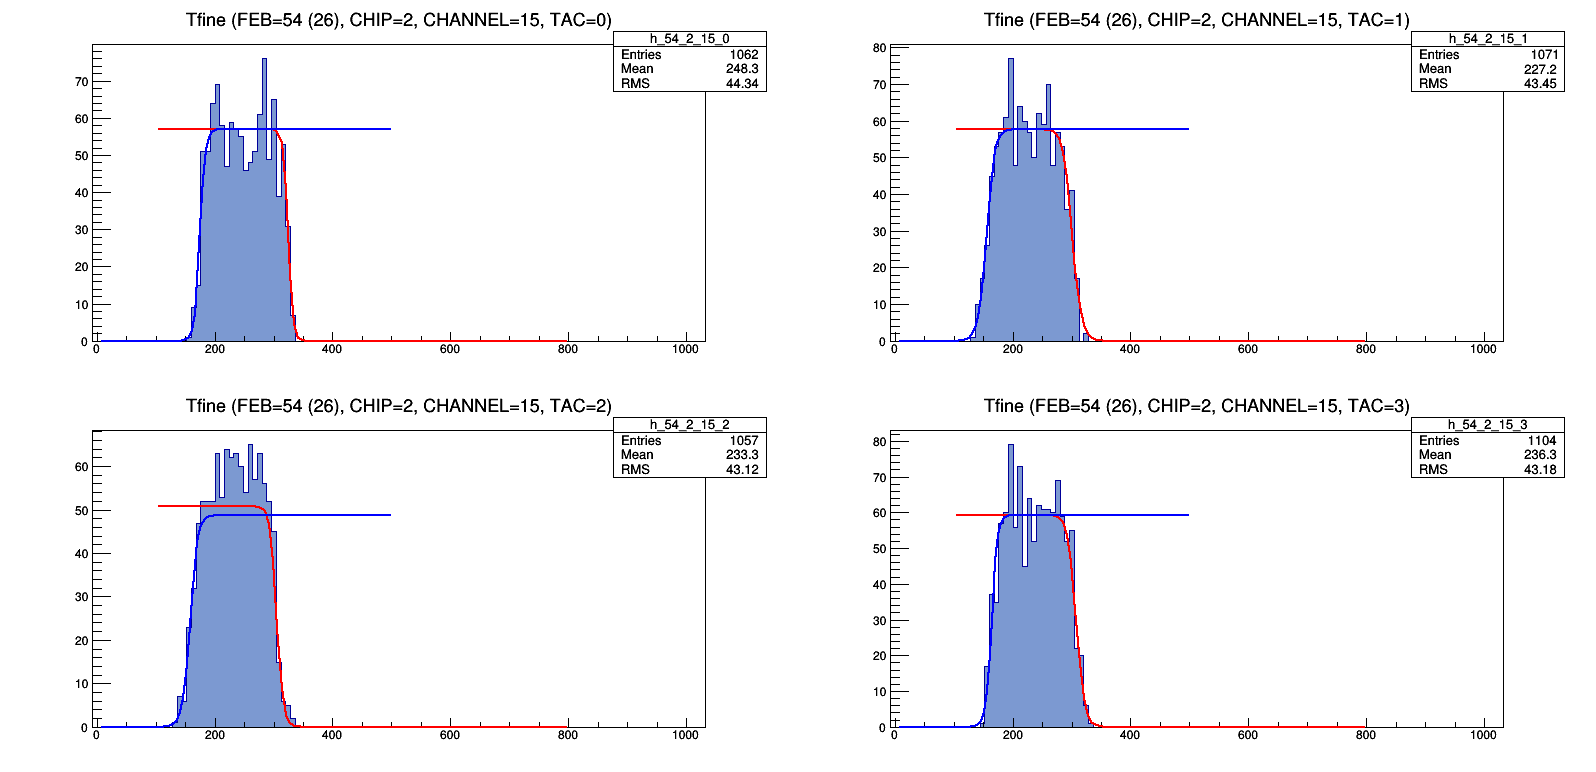 Tfine (FEB=54 (26), CHIP=2, CHANNEL=15, TAC=0)
h_54_2_15_0
Entries 1062
Mean 248.3
RMS 44.34
70
60
50
40
30
20
10
0
0 200 400 600 800 1000
Tfine (FEB=54 (26), CHIP=2, CHANNEL=15, TAC=1)
h_54_2_15_1
Entries 1071
Mean 227.2
RMS 43.45
80
70
60
50
40
30
20
10
0
0 200 400 600 800 1000
Tfine (FEB=54 (26), CHIP=2, CHANNEL=15, TAC=2)
h_54_2_15_2
Entries 1057
Mean 233.3
RMS 43.12
60
50
40
30
20
10
0
0 200 400 600 800 1000
Tfine (FEB=54 (26), CHIP=2, CHANNEL=15, TAC=3)
h_54_2_15_3
Entries 1104
Mean 236.3
RMS 43.18
80
70
60
50
40
30
20
10
0
0 200 400 600 800 1000